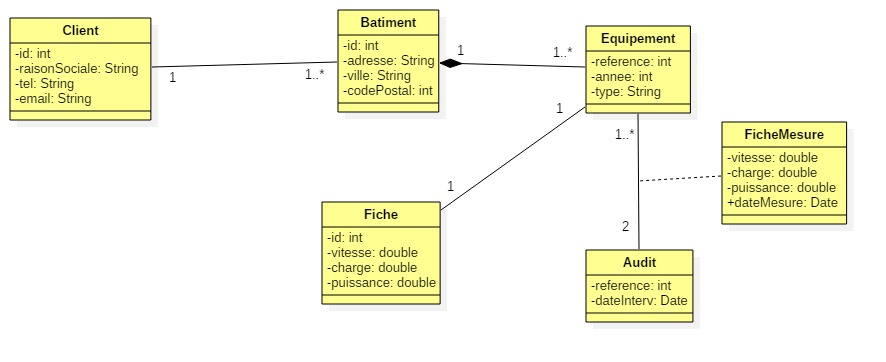 Client
-id: int
-raisonSociale: String
-tel: String
-email: String
1
1..*
Batiment
-id: int
-adresse: String
-ville: String
-codePostal: int
1
1..*
Equipement
-reference: int
-annee: int
-type: String
1
1
1..*
2
Fiche
-id: int
-vitesse: double
-charge: double
-puissance: double
FicheMesure
-vitesse: double
-charge: double
-puissance: double
+dateMesure: Date
Audit
-reference: int
-dateInterv: Date